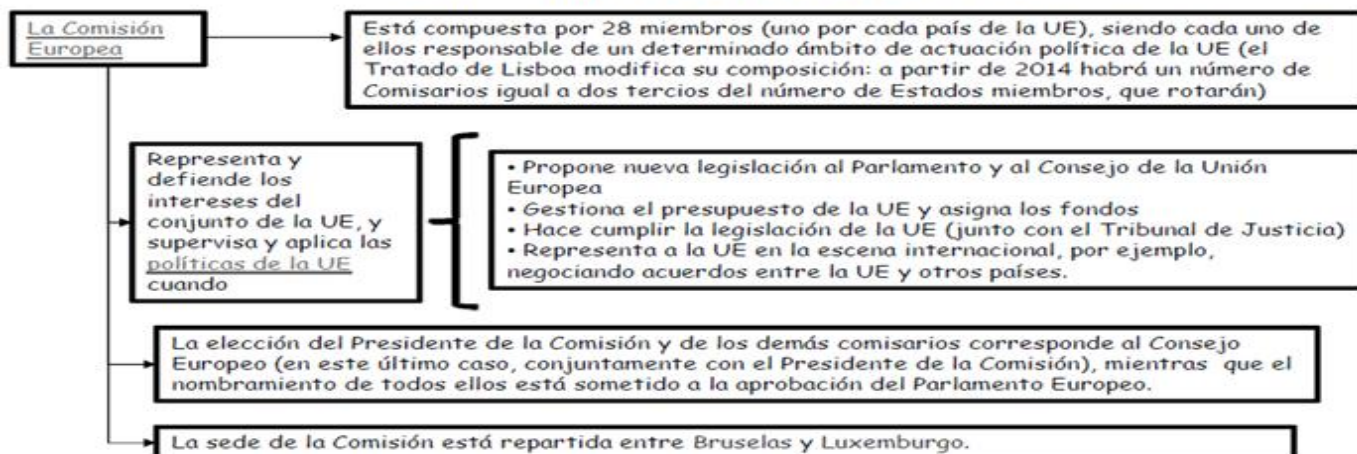 La Comisión
Europea
Está compuesta por 28 miembros (uno por cada país de la UE), siendo cada uno de
ellos responsable de un determinado ámbito de actuación política de la UE (el
Tratado de Lisboa modifica su composición: a partir de 2014 habrá un número de
Comisarios igual a dos tercios del número de Estados miembros, que rotarán)
Representa y
defiende los
intereses del
conjunto de la UE, y
supervisa y aplica las
políticas de la UE
cuando
• Propone nueva legislación al Parlamento y al Consejo de la Unión
Europea
• Gestiona el presupuesto de la UE y asigna los fondos
• Hace cumplir la legislación de la UE (junto con el Tribunal de Justicia)
• Representa a la UE en la escena internacional, por ejemplo,
negociando acuerdos entre la UE y otros países.
La elección del Presidente de la Comisión y de los demás comisarios corresponde al Consejo
Europeo (en este último caso, conjuntamente con el Presidente de la Comisión), mientras que el
nombramiento de todos ellos está sometido a la aprobación del Parlamento Europeo.
La sede de la Comisión está repartida entre Bruselas y Luxemburgo.